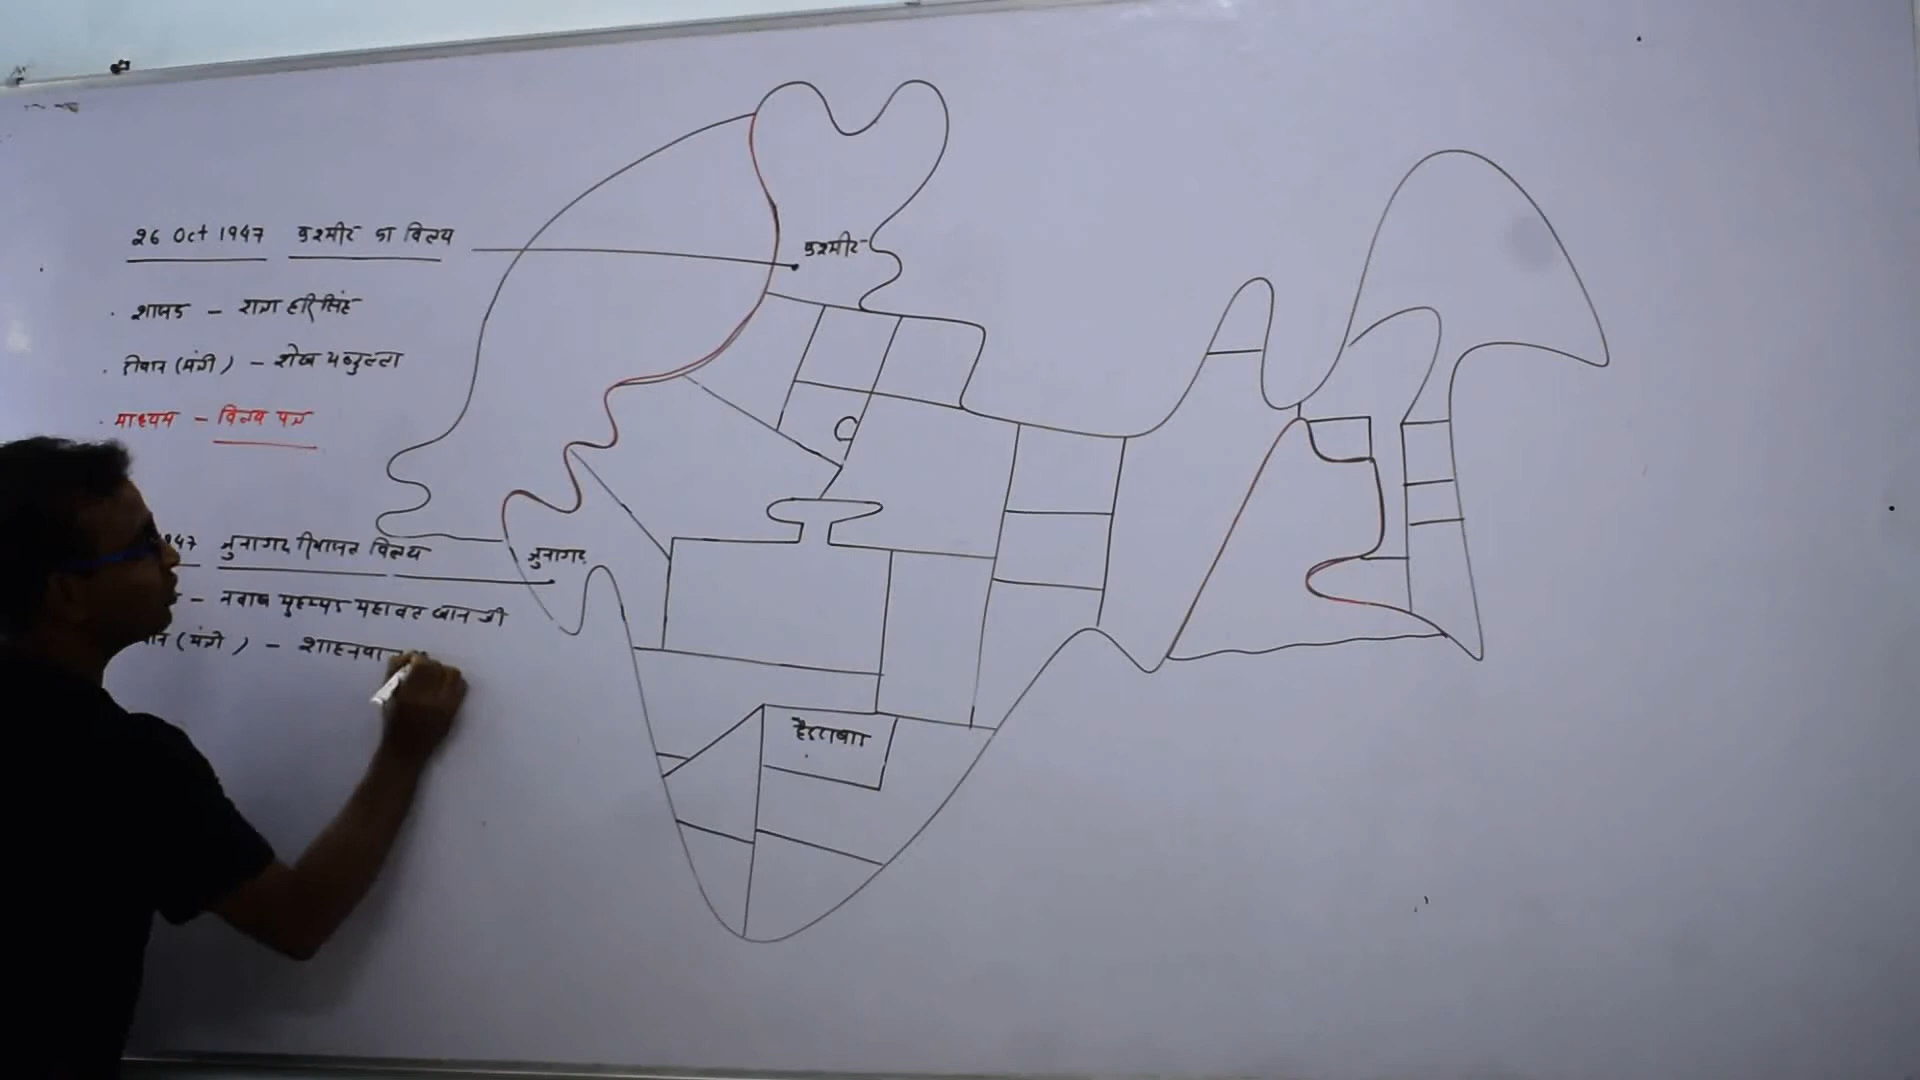 26 Oct 1947 कश्मीर का विलय
कश्मीर
· शासक - राजा हरि सिंह
· दीवान (मंत्री) - शेख अब्दुल्ला
· माध्यम - विलय पत्र
947 जुनागढ़ रियासत विलय
जुनागढ़
- नवाब मुहम्मद महाबत खान जी
वान (मंत्री) - शाहनवा
हैदराबाद